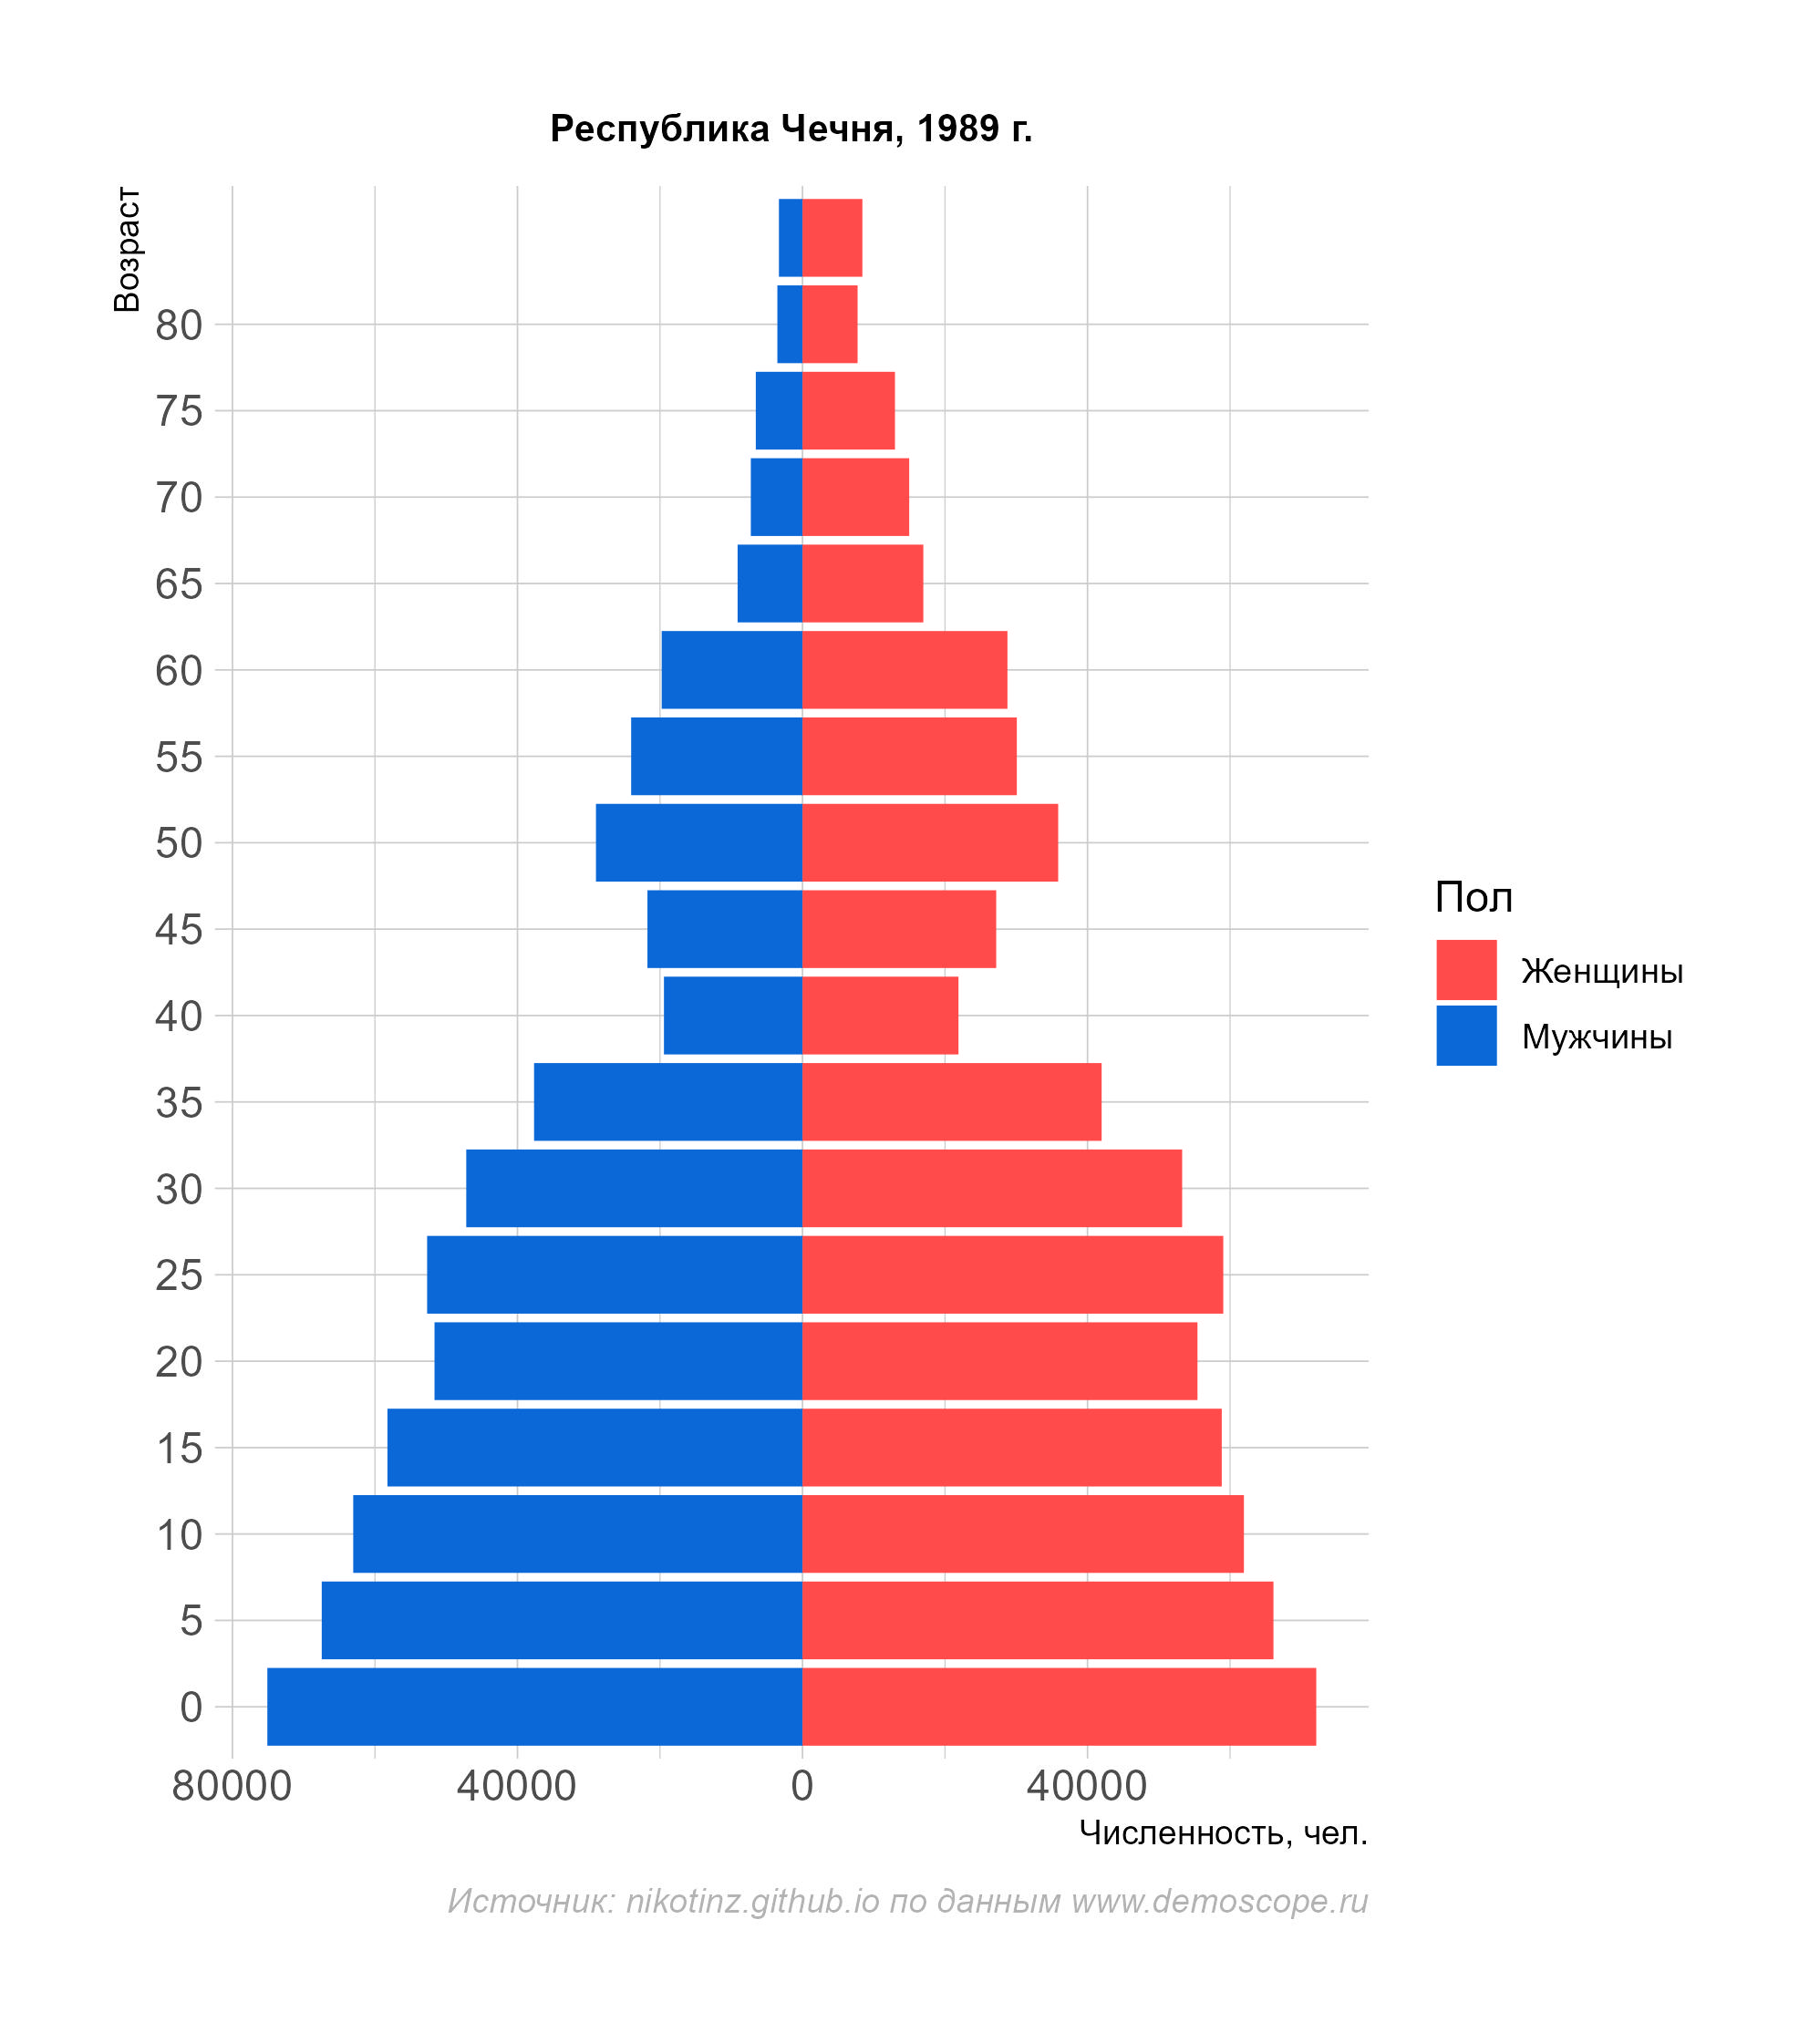 Республика Чечня, 1989 г.
Возраст
80
75
70
65
60
55
50
45
40
35
30
25
20
15
10
5
0
80000 40000 0 40000
Численность, чел.
Пол
Женщины
Мужчины
Источник: nikotinz.github.io по данным www.demoscope.ru